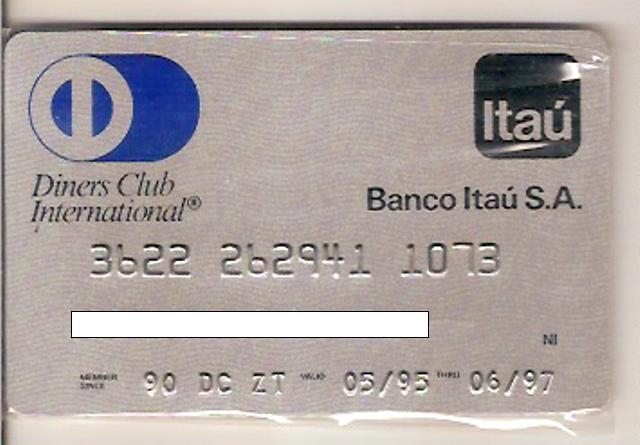 Itaú
Diners Club
International®
Banco Itaú S.A.
3622 262941 1073
NI
MEMBER SINCE 90 DC ZT VALID 05/95 THRU 06/97